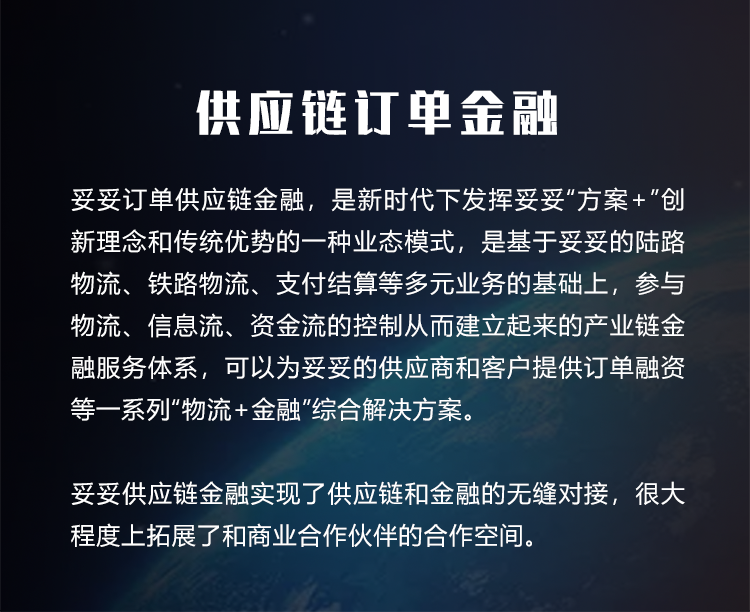 供应链订单金融
妥妥订单供应链金融，是新时代下发挥妥妥“方案+”创
新理念和传统优势的一种业态模式，是基于妥妥的陆路
物流、铁路物流、支付结算等多元业务的基础上，参与
物流、信息流、资金流的控制从而建立起来的产业链金
融服务体系，可以为妥妥的供应商和客户提供订单融资
等一系列“物流+金融”综合解决方案。
妥妥供应链金融实现了供应链和金融的无缝对接，很大
程度上拓展了和商业合作伙伴的合作空间。